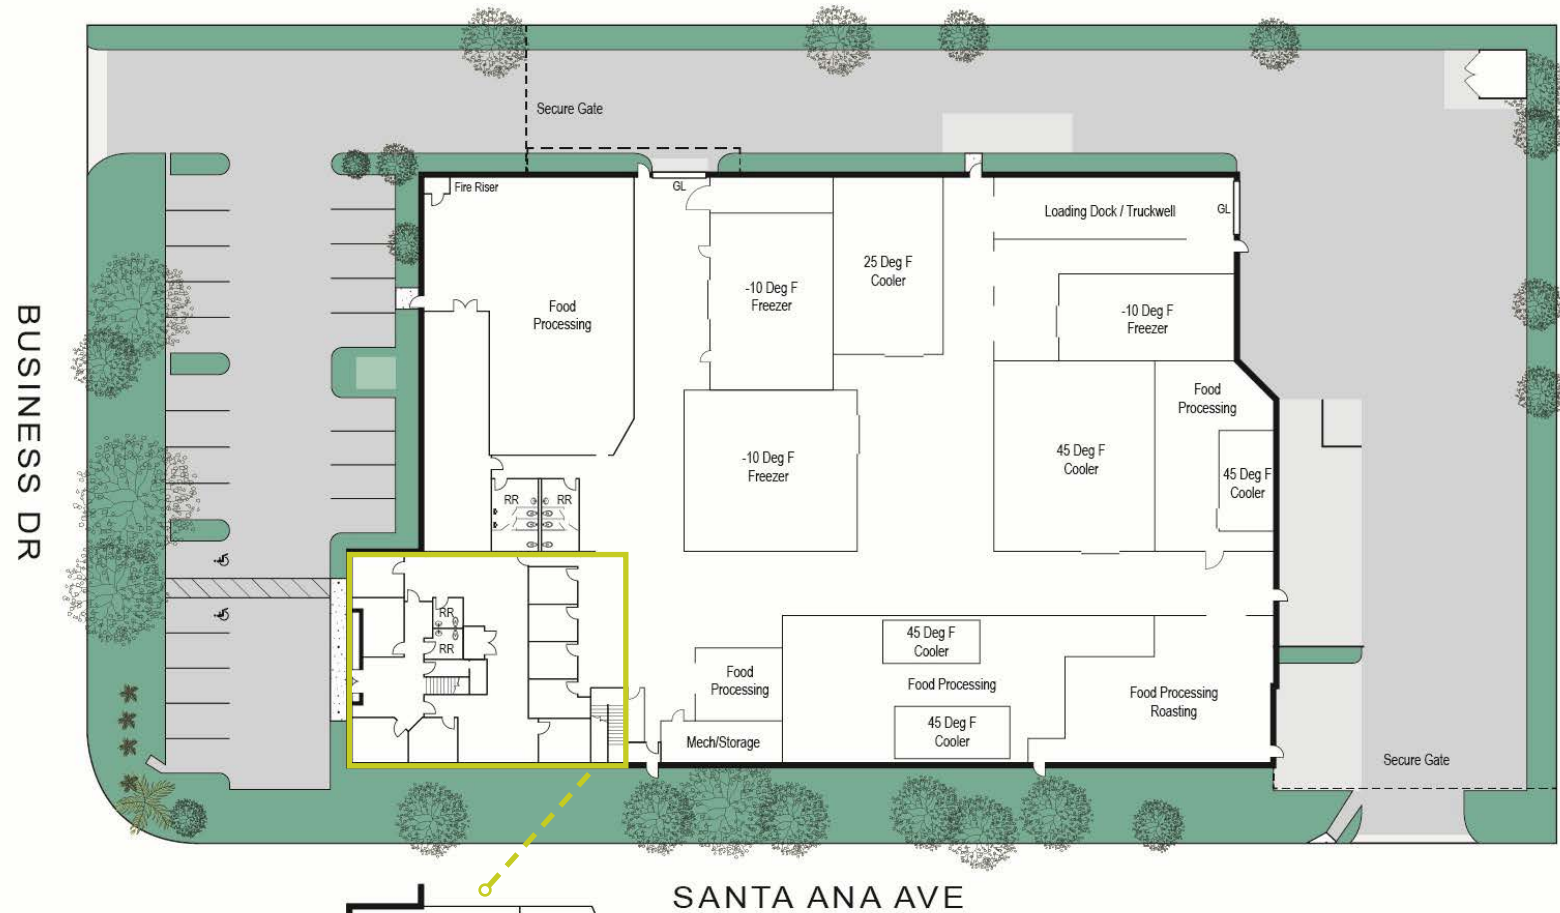 Secure Gate
Fire Riser
GL
Loading Dock / Truckwell
GL
25 Deg F
Cooler
-10 Deg F
Freezer
Food
Processing
-10 Deg F
Freezer
BUSINESS DR
Food
Processing
-10 Deg F
Freezer
45 Deg F
Cooler
45 Deg F
Cooler
RR
RR
RR
RR
45 Deg F
Cooler
Food
Processing
Food Processing
Food Processing
Roasting
45 Deg F
Cooler
Mech/Storage
Secure Gate
SANTA ANA AVE